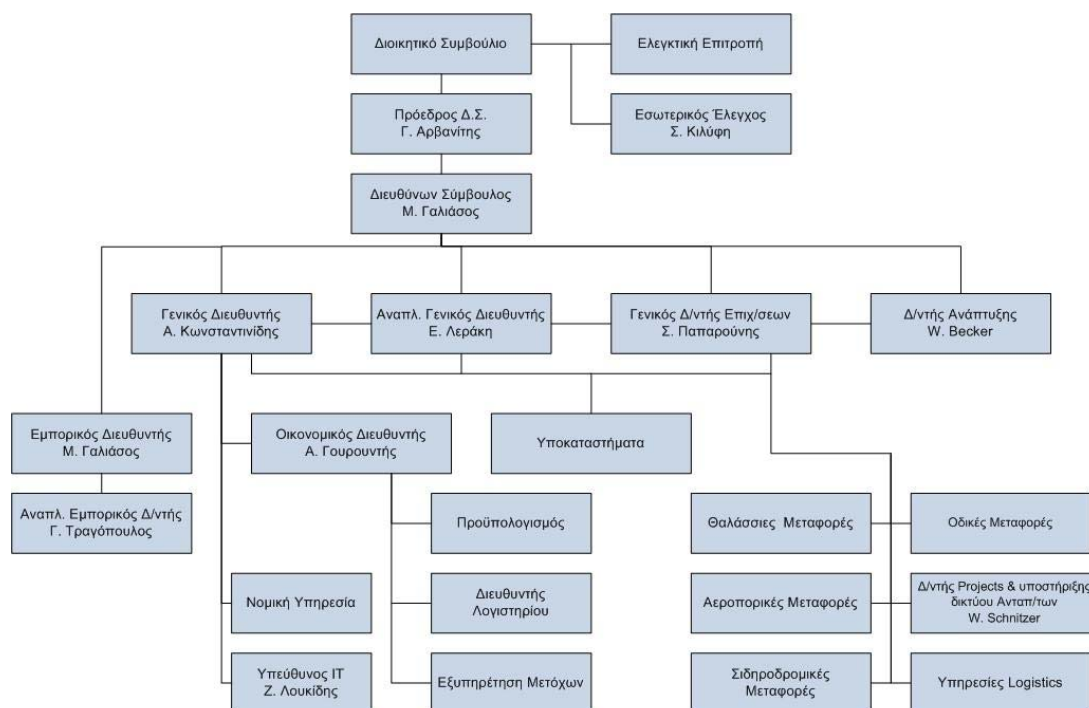 Διοικητικό Συμβούλιο
Ελεγκτική Επιτροπή
Πρόεδρος Δ.Σ.
Γ. Αρβανίτης
Εσωτερικός Έλεγχος
Σ. Κιλύφη
Διευθύνων Σύμβουλος
Μ. Γαλιάσος
Γενικός Διευθυντής
Α. Κωνσταντινίδης
Αναπλ. Γενικός Διευθυντής
Ε. Λεράκη
Γενικός Δ/ντής Επιχ/σεων
Σ. Παπαρούνης
Δ/ντής Ανάπτυξης
W. Becker
Εμπορικός Διευθυντής
Μ. Γαλιάσος
Οικονομικός Διευθυντής
Α. Γουρουντής
Υποκαταστήματα
Αναπλ. Εμπορικός Δ/ντής
Γ. Τραγόπουλος
Προϋπολογισμός
Θαλάσσιες Μεταφορές
Οδικές Μεταφορές
Νομική Υπηρεσία
Διευθυντής
Λογιστηρίου
Αεροπορικές Μεταφορές
Δ/ντής Projects & υποστήριξης
δικτύου Ανταπ/των
W. Schnitzer
Υπεύθυνος ΙΤ
Ζ. Λουκίδης
Εξυπηρέτηση Μετόχων
Σιδηροδρομικές
Μεταφορές
Υπηρεσίες Logistics